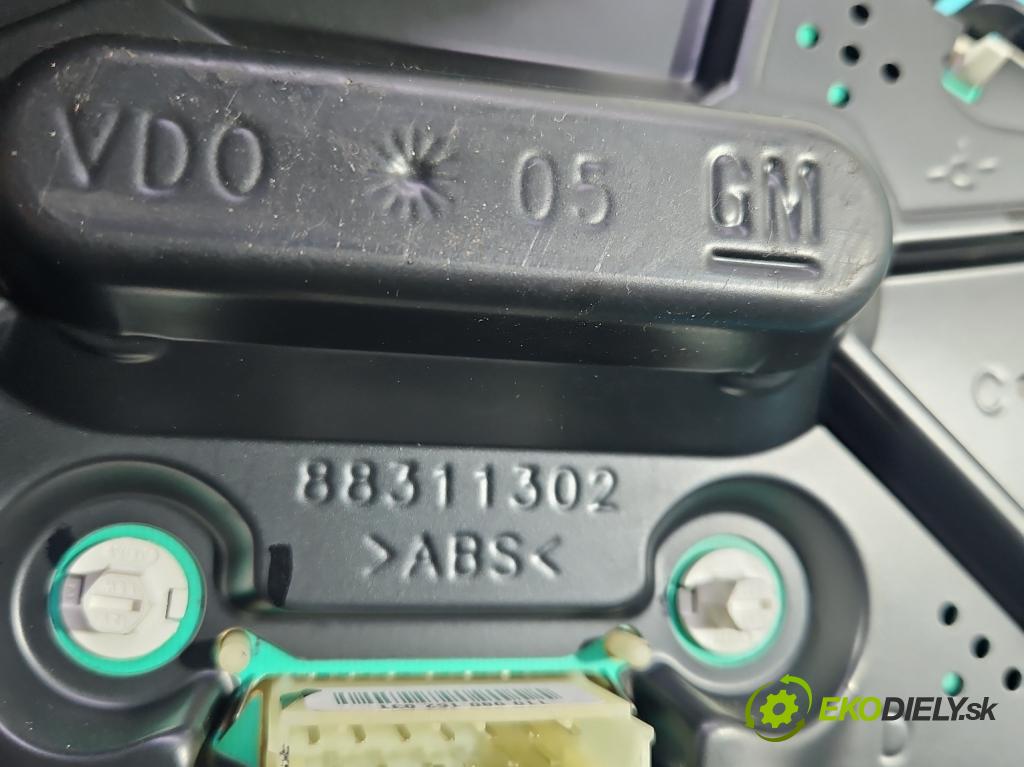 VDO 05 GM
88311302
>ABS<
C
EKODIELY.sk